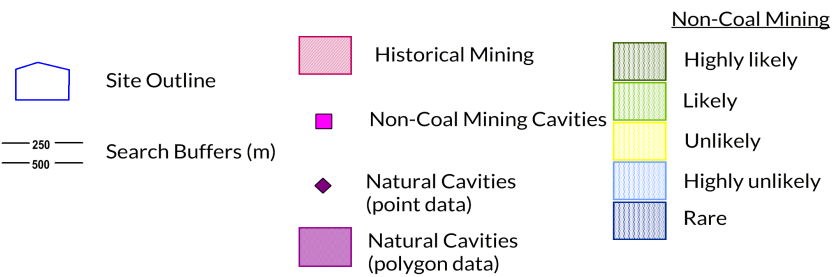 Site Outline
250
500
Search Buffers (m)
Historical Mining
Non-Coal Mining Cavities
Natural Cavities
(point data)
Natural Cavities
(polygon data)
Non-Coal Mining
Highly likely
Likely
Unlikely
Highly unlikely
Rare